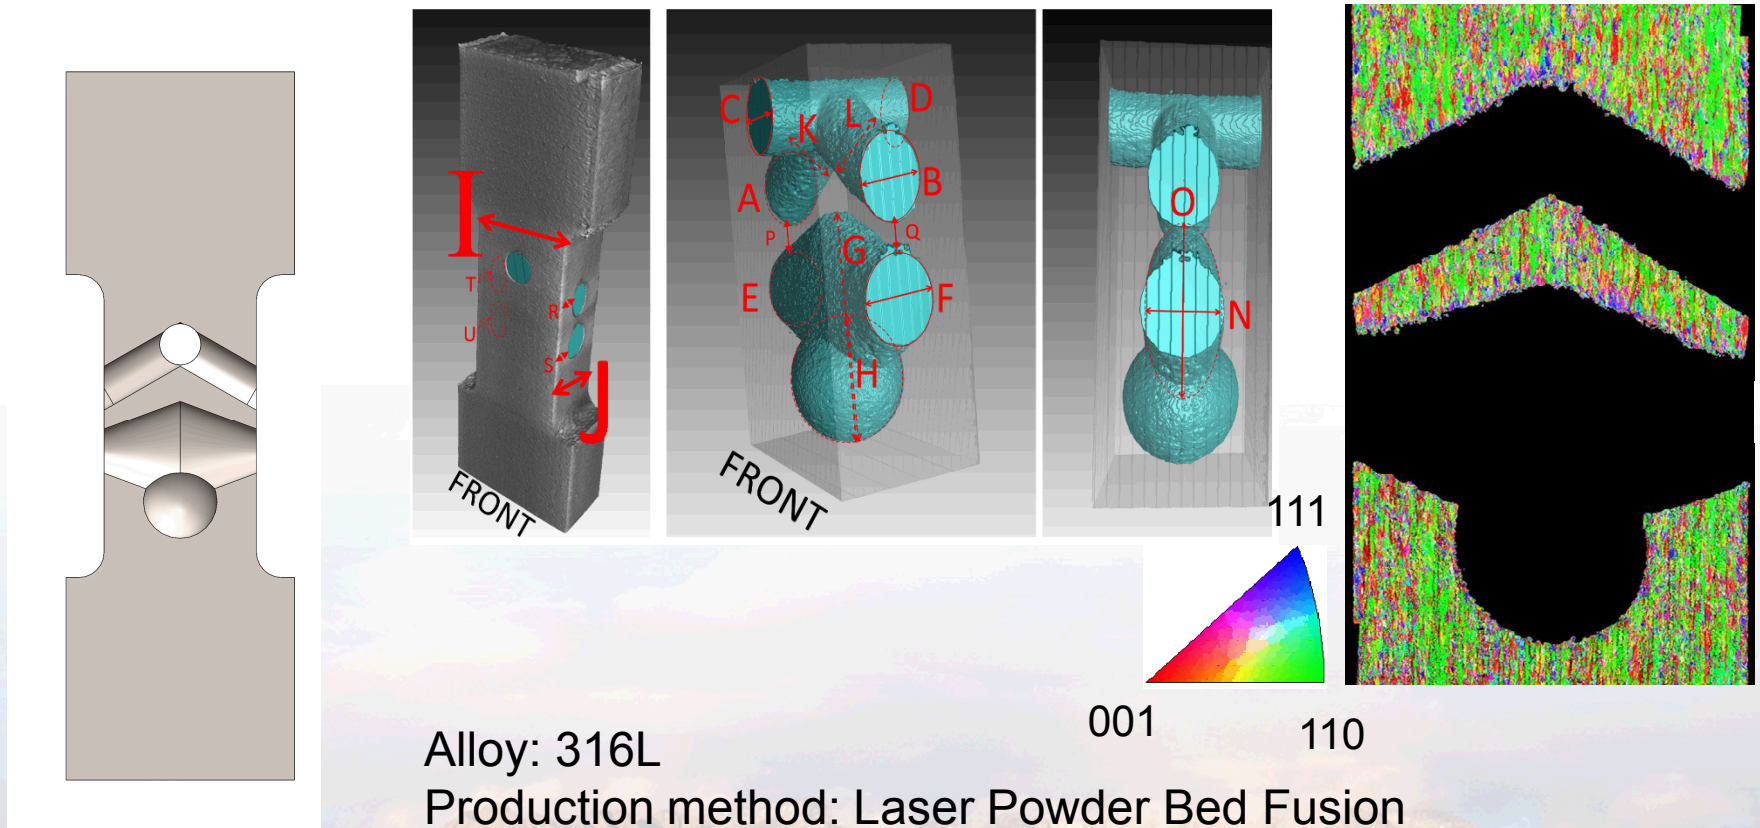 I
T
R
U
S
J
FRONT
C
D
K
L
A
B
P
Q
G
E
F
H
FRONT
O
N
111
001
110
Alloy: 316L
Production method: Laser Powder Bed Fusion